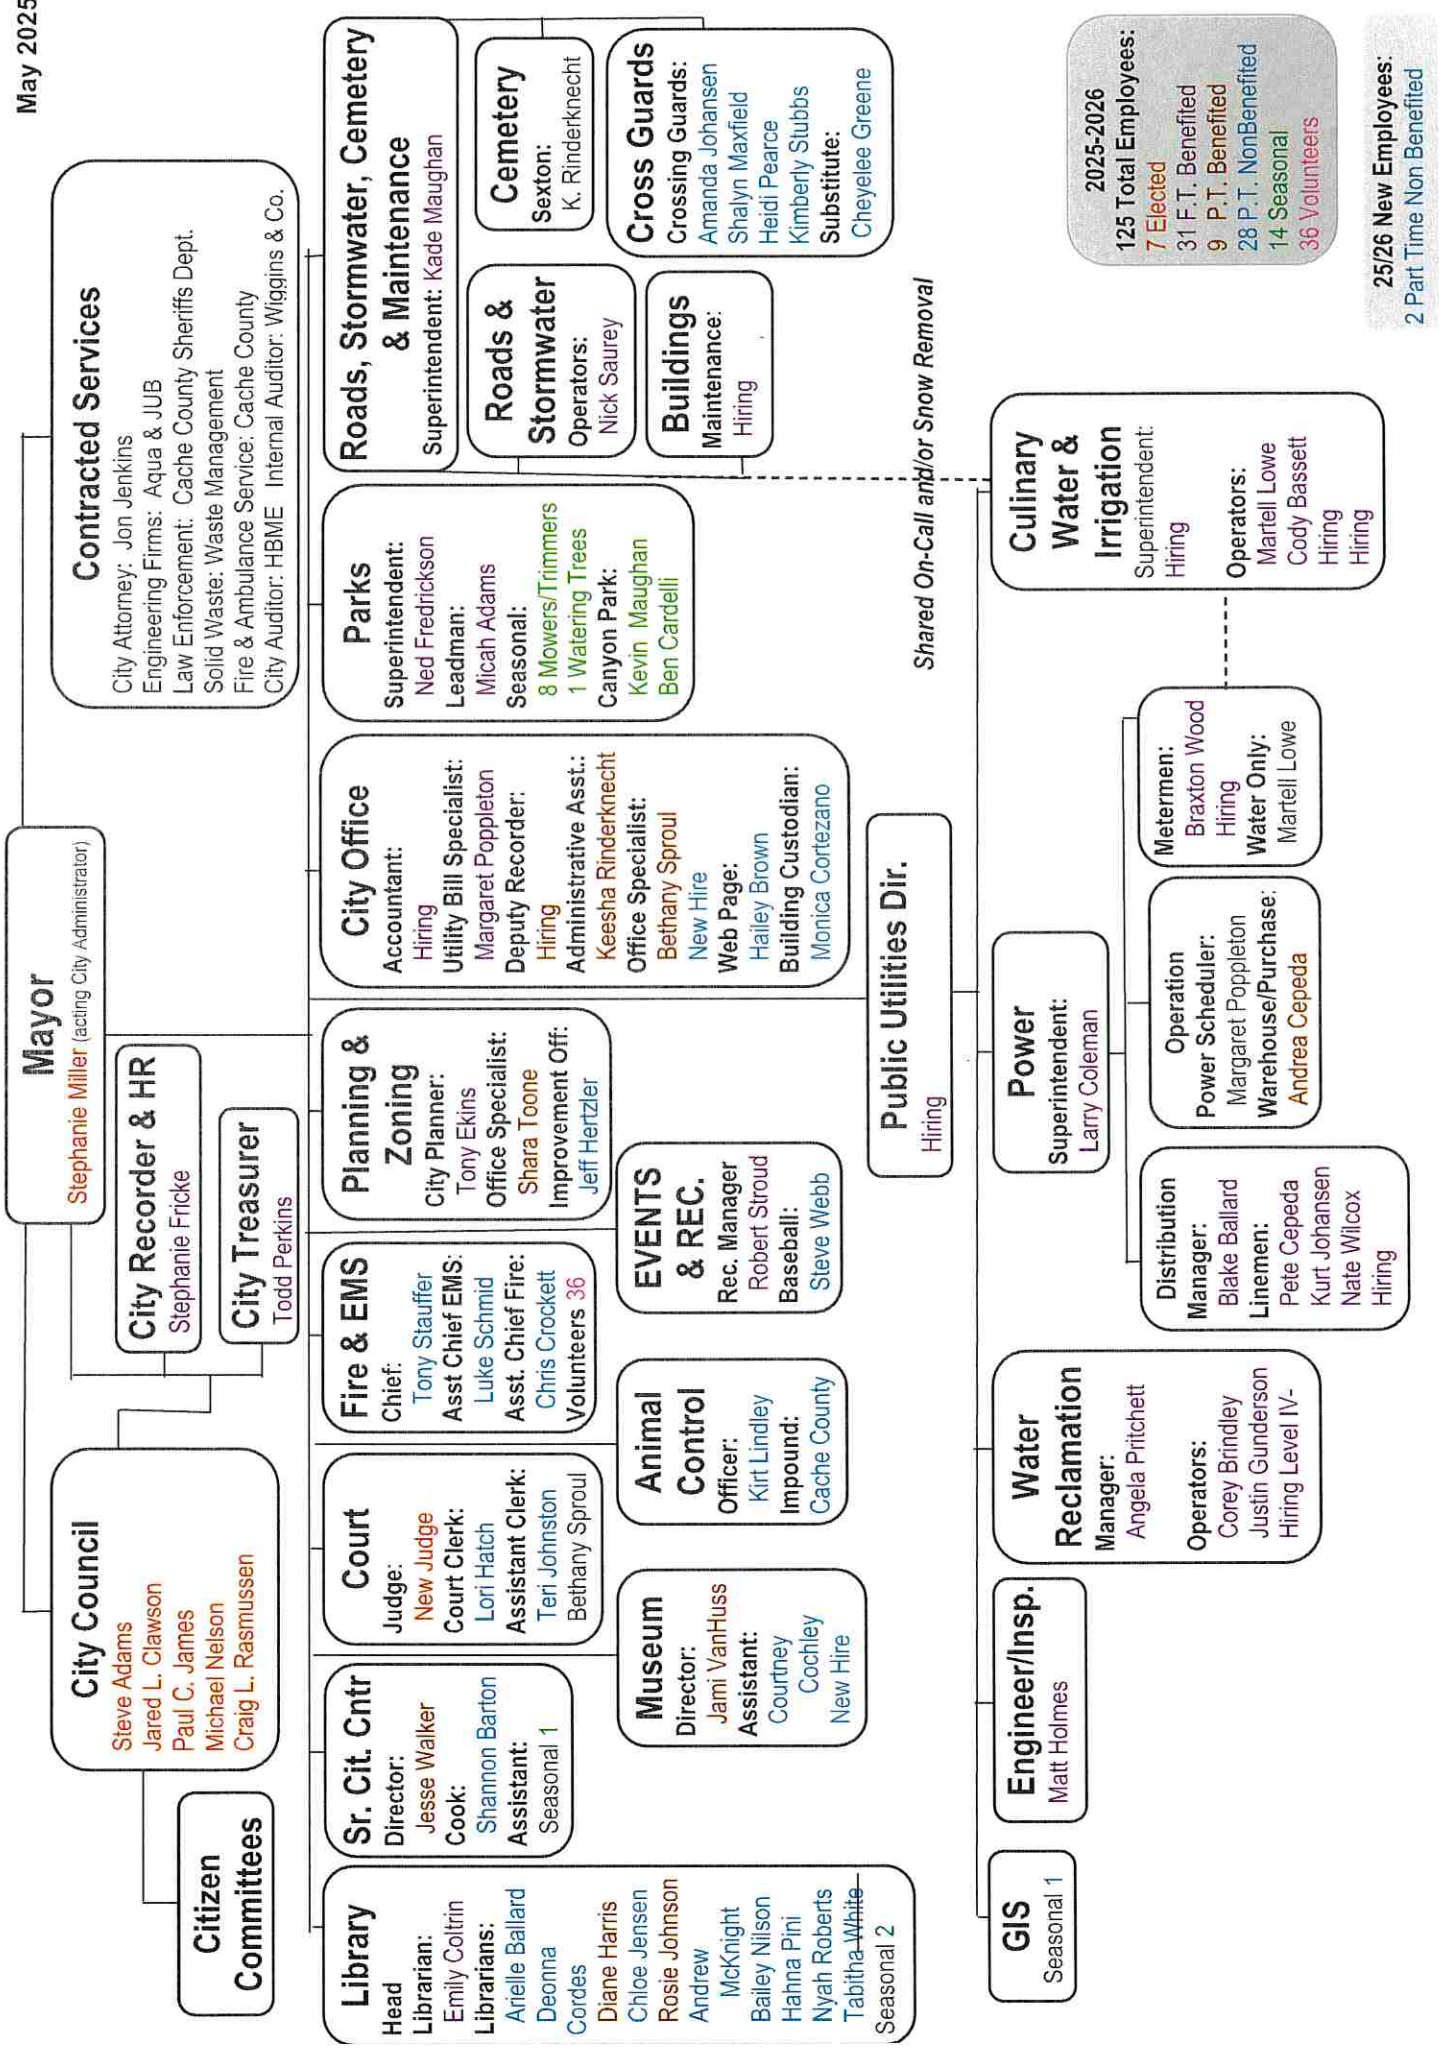 May 2025
Mayor
Stephanie Miller (acting City Administrator)
City Council
Steve Adams
Jared L. Clawson
Paul C. James
Michael Nelson
Craig L. Rasmussen
Citizen
Committees
City Recorder & HR
Stephanie Fricke
City Treasurer
Todd Perkins
Contracted Services
City Attorney: Jon Jenkins
Engineering Firms: Aqua & JUB
Law Enforcement: Cache County Sheriffs Dept.
Solid Waste: Waste Management
Fire & Ambulance Service: Cache County
City Auditor: HBME Internal Auditor: Wiggins & Co.
Library
Head
Librarian:
Emily Coltrin
Librarians:
Arielle Ballard
Deonna
Cordes
Diane Harris
Chloe Jensen
Rosie Johnson
Andrew
McKnight
Bailey Nilson
Hahna Pini
Nyah Roberts
Tabitha White
Seasonal 2
Sr. Cit. Cntr
Director:
Jesse Walker
Cook:
Shannon Barton
Assistant:
Seasonal 1
Court
Judge:
New Judge
Court Clerk:
Lori Hatch
Assistant Clerk:
Teri Johnston
Bethany Sproul
Fire & EMS
Chief:
Tony Stauffer
Asst Chief EMS:
Luke Schmid
Asst. Chief Fire:
Chris Crockett
Volunteers 36
Planning &
Zoning
City Planner:
Tony Ekins
Office Specialist:
Shara Toone
Improvement Off:
Jeff Hertzler
City Office
Accountant:
Hiring
Utility Bill Specialist:
Margaret Poppleton
Deputy Recorder:
Hiring
Administrative Asst.:
Keesha Rinderknecht
Office Specialist:
Bethany Sproul
New Hire
Web Page:
Hailey Brown
Building Custodian:
Monica Cortezano
Parks
Superintendent:
Ned Fredrickson
Leadman:
Micah Adams
Seasonal:
8 Mowers/Trimmers
1 Watering Trees
Canyon Park:
Kevin Maughan
Ben Cardelli
Roads, Stormwater, Cemetery
& Maintenance
Superintendent: Kade Maughan
Roads &
Stormwater
Operators:
Nick Saurey
Cemetery
Sexton:
K. Rinderknecht
Buildings
Maintenance:
Hiring
Cross Guards
Crossing Guards:
Amanda Johansen
Shalyn Maxfield
Heidi Pearce
Kimberly Stubbs
Substitute:
Cheyelee Greene
Museum
Director:
Jami VanHuss
Assistant:
Courtney
Cochley
New Hire
Animal
Control
Officer:
Kirt Lindley
Impound:
Cache County
EVENTS
& REC.
Rec. Manager
Robert Stroud
Baseball:
Steve Webb
Public Utilities Dir.
Hiring
Shared On-Call and/or Snow Removal
GIS
Seasonal 1
Engineer/Insp.
Matt Holmes
Water
Reclamation
Manager:
Angela Pritchett
Operators:
Corey Brindley
Justin Gunderson
Hiring Level IV-
Power
Superintendent:
Larry Coleman
Distribution
Manager:
Blake Ballard
Linemen:
Pete Cepeda
Kurt Johansen
Nate Wilcox
Hiring
Operation
Power Scheduler:
Margaret Poppleton
Warehouse/Purchase:
Andrea Cepeda
Metermen:
Braxton Wood
Hiring
Water Only:
Martell Lowe
Culinary
Water &
Irrigation
Superintendent:
Hiring
Operators:
Martell Lowe
Cody Bassett
Hiring
Hiring
2025-2026
125 Total Employees:
7 Elected
31 F.T. Benefited
9 P.T. Benefited
28 P.T. NonBenefited
14 Seasonal
36 Volunteers
25/26 New Employees:
2 Part Time Non Benefited